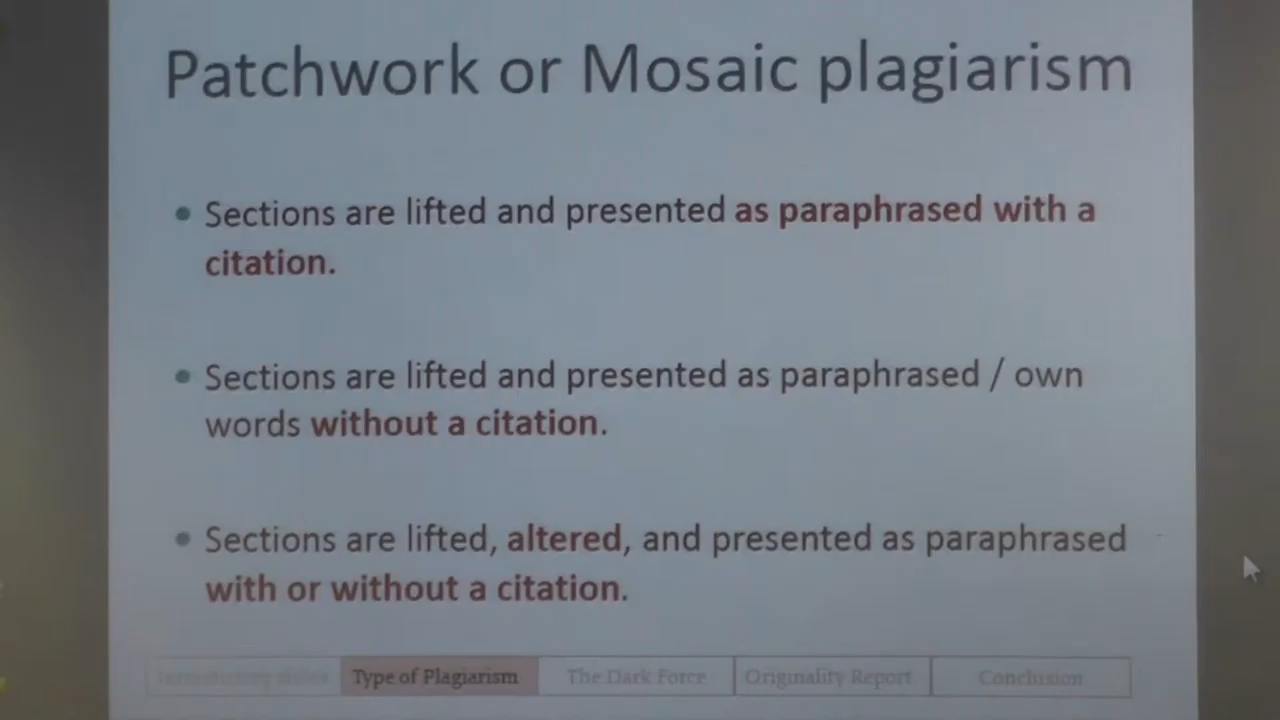 Patchwork or Mosaic plagiarism
• Sections are lifted and presented as paraphrased with a
citation.
• Sections are lifted and presented as paraphrased / own
words without a citation.
• Sections are lifted, altered, and presented as paraphrased
with or without a citation.
Type of Plagiarism The Dark Force Originality Report Conclusion